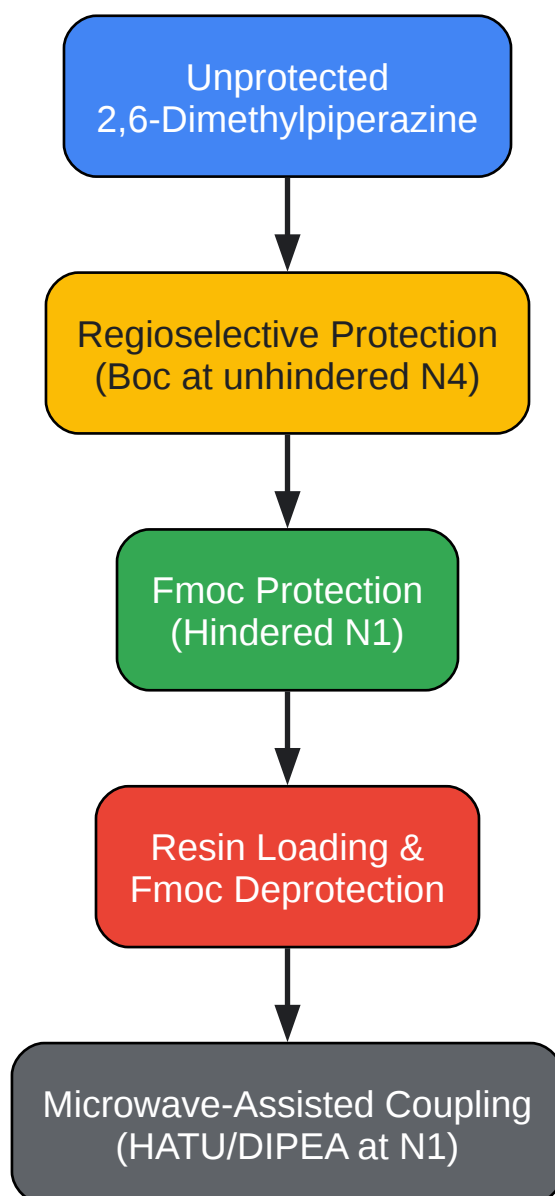 Unprotected
2,6-Dimethylpiperazine
Regioselective Protection
(Boc at unhindered N4)
Fmoc Protection
(Hindered N1)
Resin Loading &
Fmoc Deprotection
Microwave-Assisted Coupling
(HATU/DIPEA at N1)